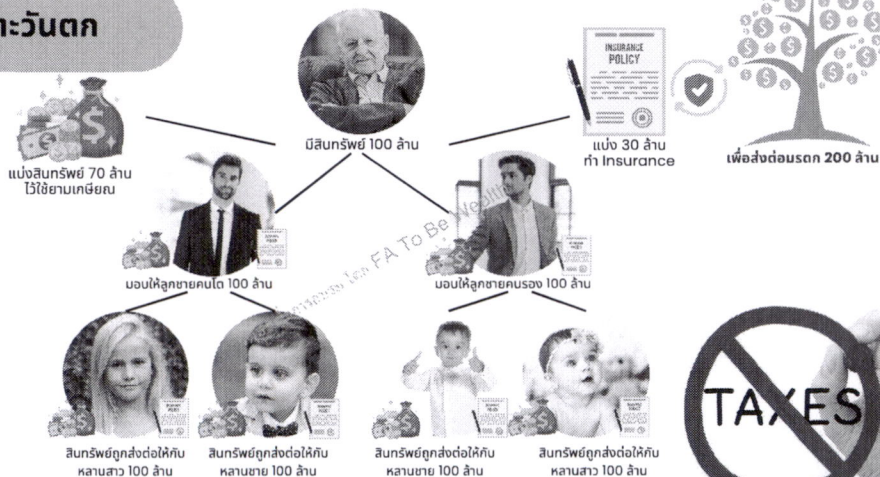 ะวันตก
INSURANCE
POLICY
มีสินทรัพย์ 100 ล้าน
แบ่ง 30 ล้าน
ทำ Insurance
เพื่อส่งต่อมรดก 200 ล้าน
แบ่งสินทรัพย์ 70 ล้าน
ไว้ใช้ยามเกษียณ
FA To Be Wealth
มอบให้ลูกชายคนโต 100 ล้าน
มอบให้ลูกชายคนรอง 100 ล้าน
TAXES
สินทรัพย์ถูกส่งต่อให้กับ
หลานสาว 100 ล้าน
สินทรัพย์ถูกส่งต่อให้กับ
หลานชาย 100 ล้าน
สินทรัพย์ถูกส่งต่อให้กับ
หลานชาย 100 ล้าน
สินทรัพย์ถูกส่งต่อให้กับ
หลานสาว 100 ล้าน